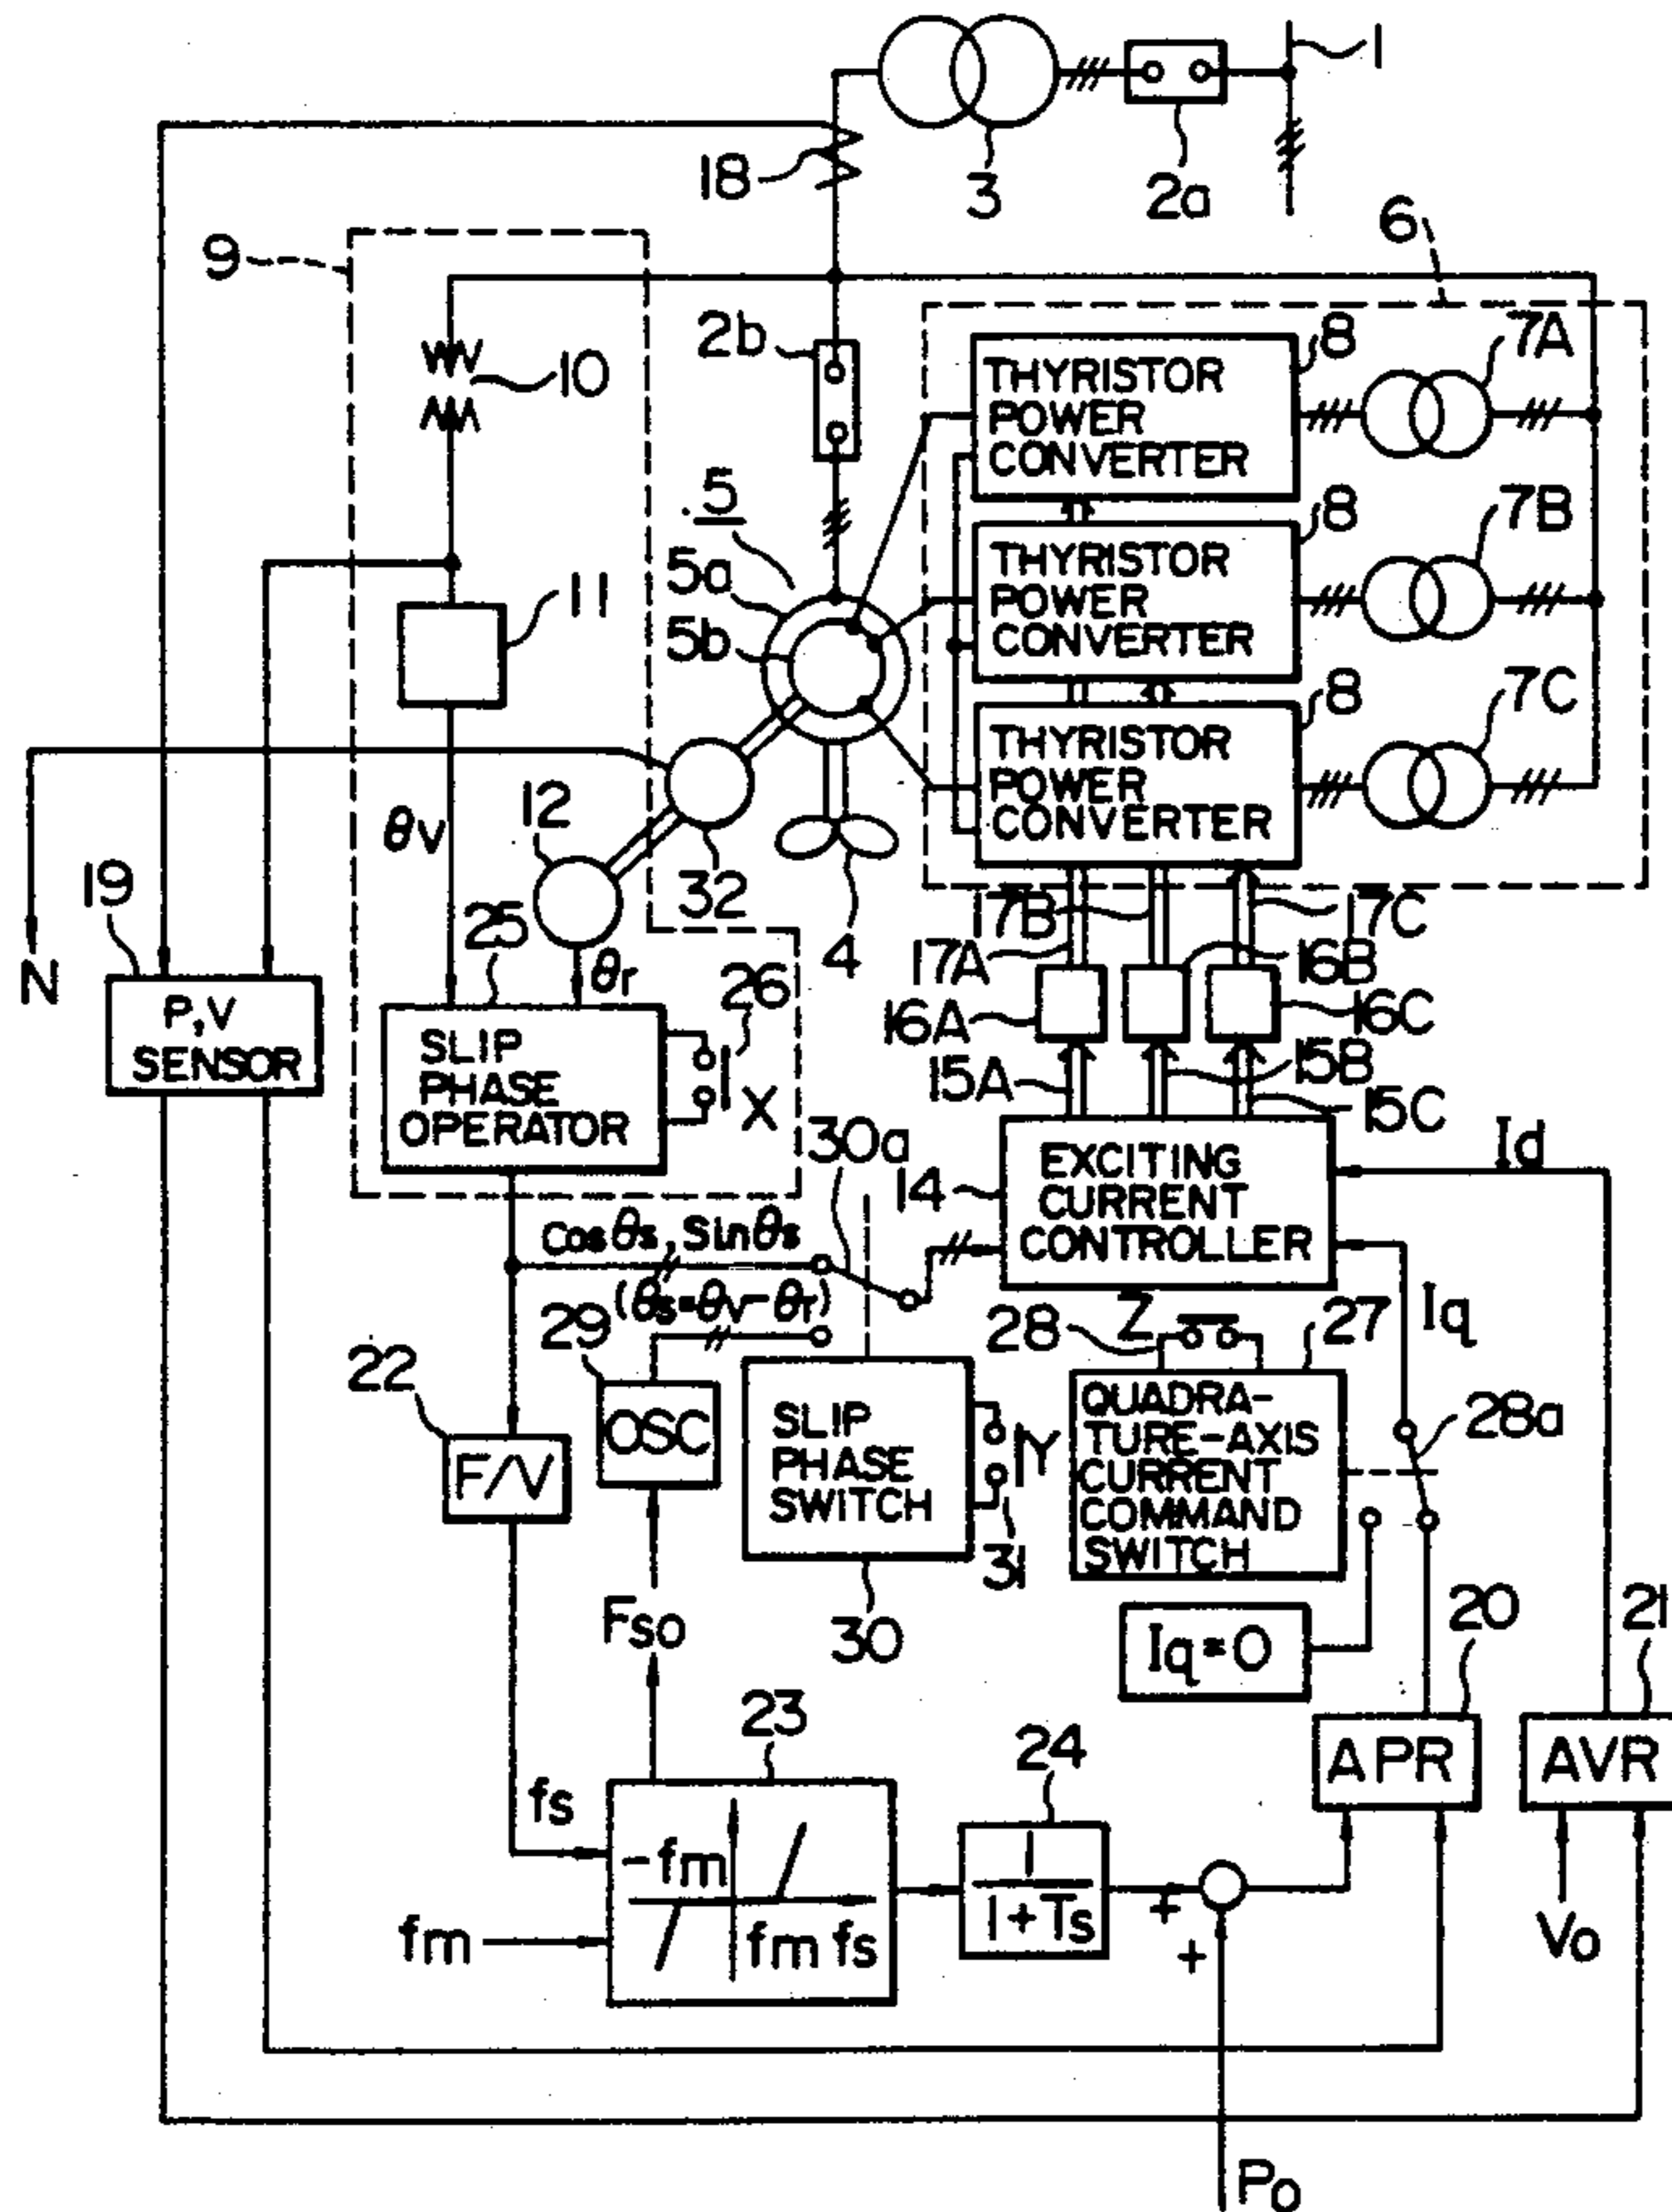 1
18
3
2a
6
9
2b
8
7A
THYRISTOR
POWER
CONVERTER
10
5
8
7B
THYRISTOR
POWER
CONVERTER
5a
11
5b
8
7C
THYRISTOR
POWER
CONVERTER
θv
12
19
32
4
25
17B
17C
17A
16B
N
θr
26
16A
16C
P,V
SENSOR
SLIP
PHASE
OPERATOR
X
15A
15B
15C
30a
Id
14
EXCITING
CURRENT
CONTROLLER
Cosθs, Sinθs
(θs=θv-θr)
Iq
29
28
Z
27
22
OSC
SLIP
PHASE
SWITCH
Y
31
QUADRA-
TURE-AXIS
CURRENT
COMMAND
SWITCH
28a
F/V
Fso
30
Iq=0
20
21
23
24
APR
AVR
fs
-fm
fm fs
1
1+Ts
fm
+
+
Vo
Po